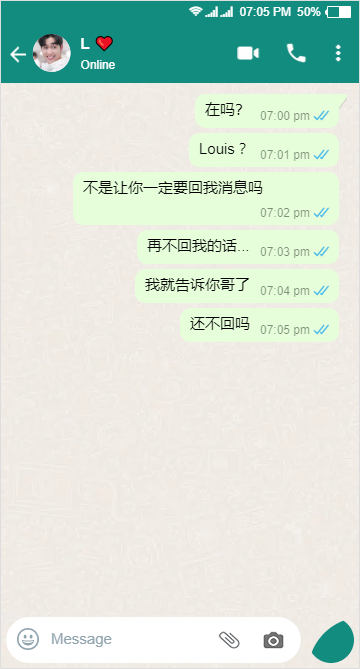 07:05 PM 50%
L ❤️
Online
在吗? 07:00 pm
Louis ? 07:01 pm
不是让你一定要回我消息吗
07:02 pm
再不回我的话... 07:03 pm
我就告诉你哥了 07:04 pm
还不回吗 07:05 pm
Message